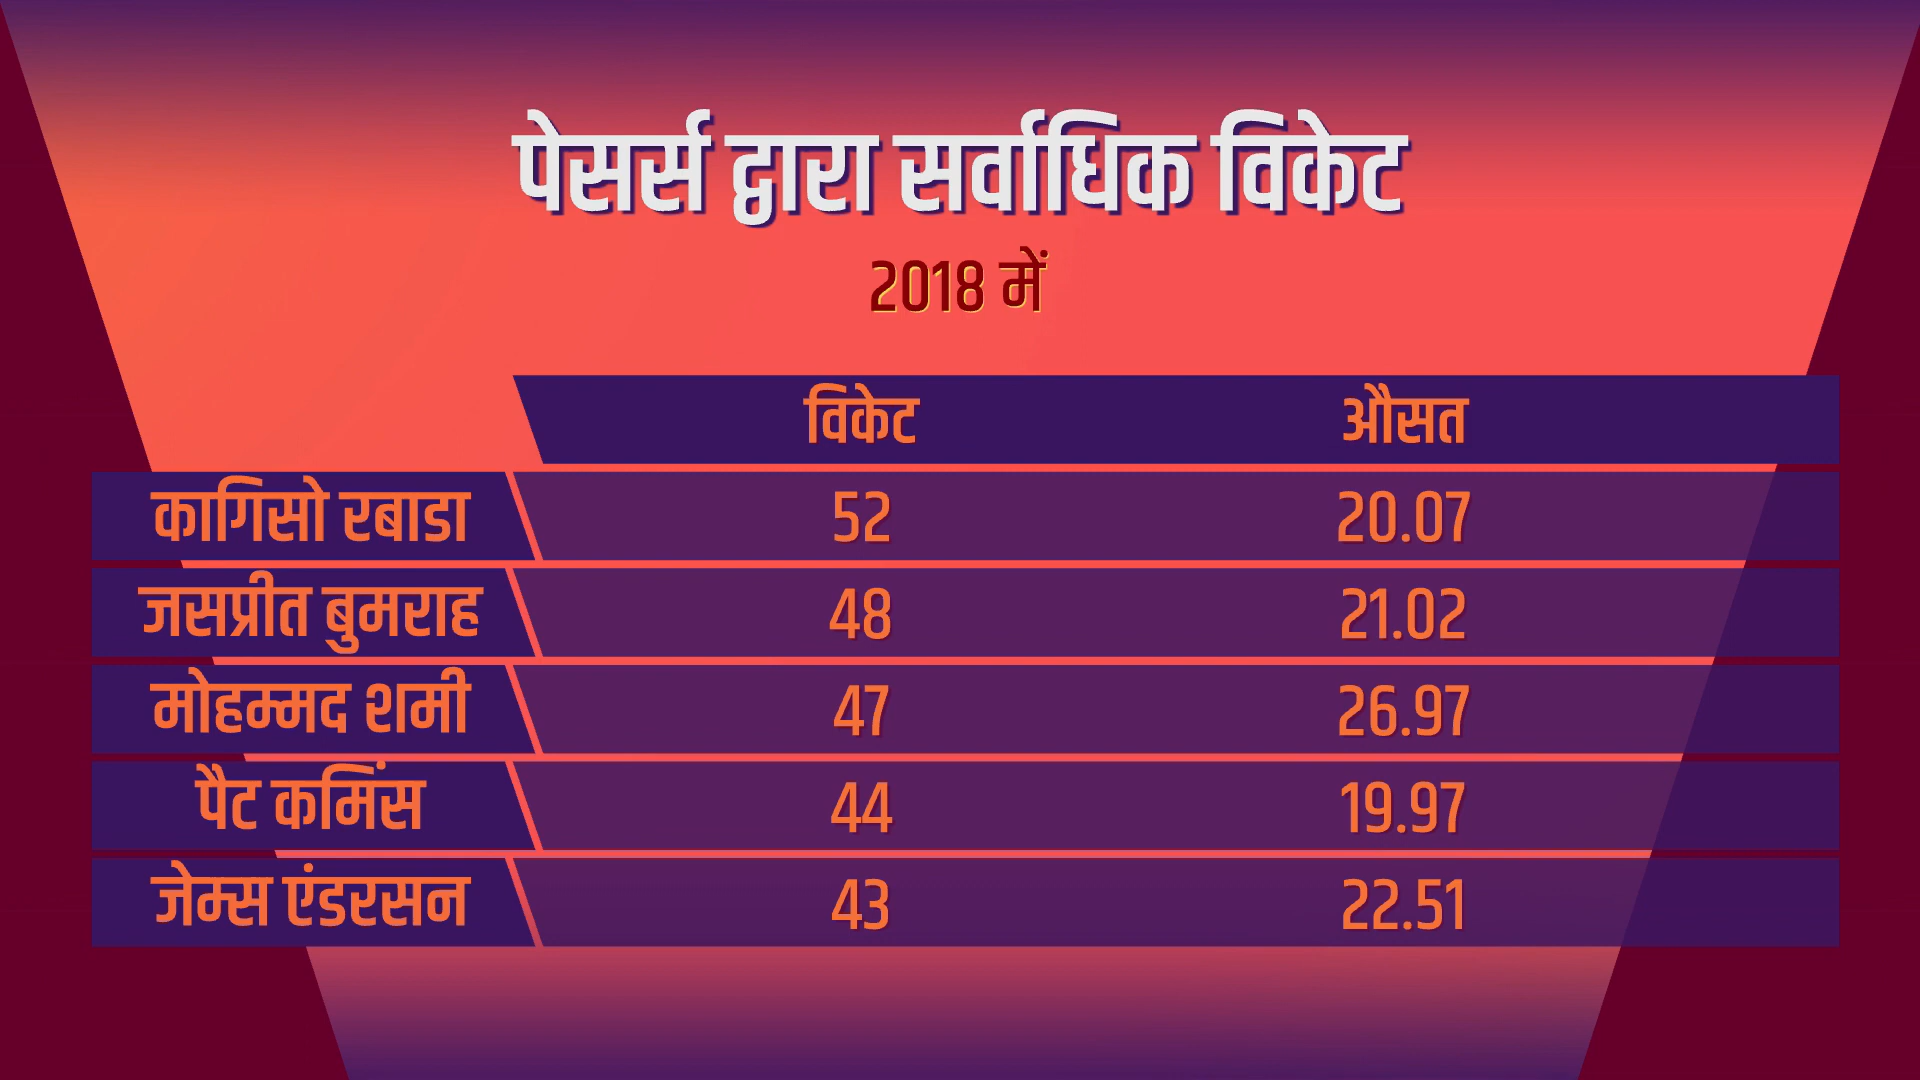 पेसर्स द्वारा सर्वाधिक विकेट
2018 में
विकेट औसत
कागिसो रबाडा 52 20.07
जसप्रीत बुमराह 48 21.02
मोहम्मद शमी 47 26.97
पैट कमिंस 44 19.97
जेम्स एंडरसन 43 22.51